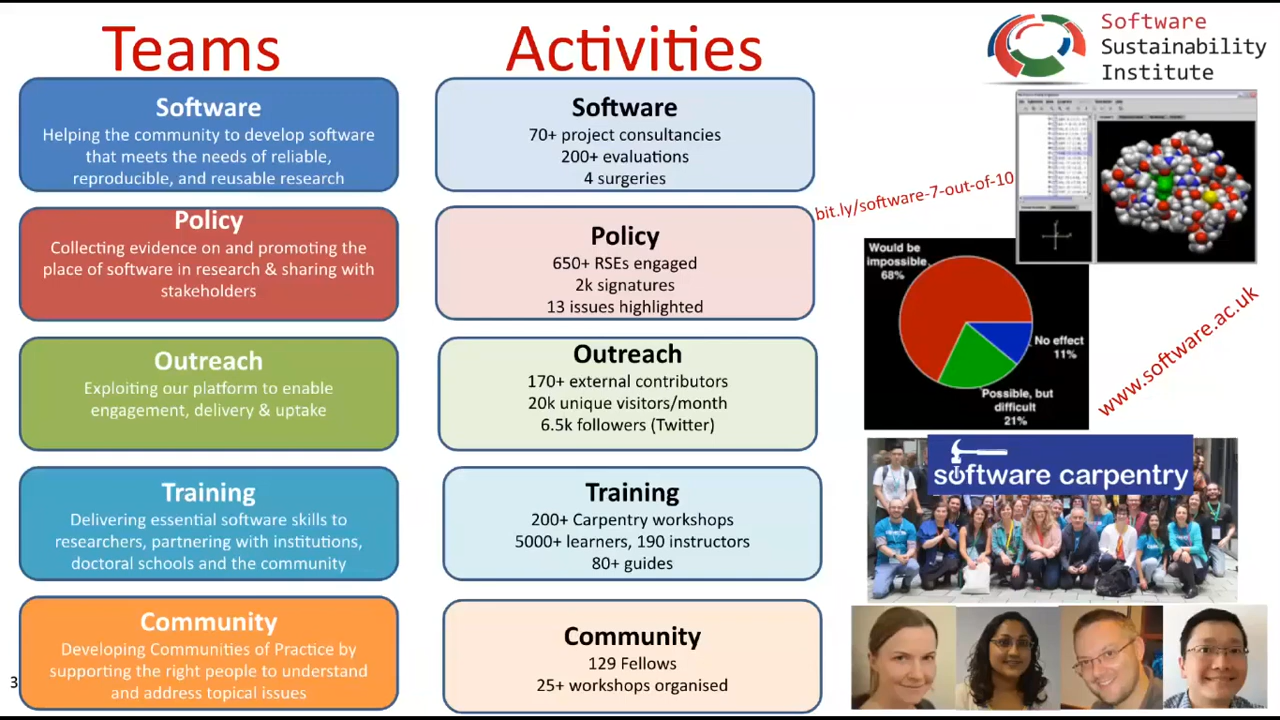 Teams
Software
Helping the community to develop software
that meets the needs of reliable,
reproducible, and reusable research
Policy
Collecting evidence on and promoting the
place of software in research & sharing with
stakeholders
Outreach
Exploiting our platform to enable
engagement, delivery & uptake
Training
Delivering essential software skills to
researchers, partnering with institutions,
doctoral schools and the community
Community
Developing Communities of Practice by
supporting the right people to understand
and address topical issues
3
Activities
Software
70+ project consultancies
200+ evaluations
4 surgeries
Policy
650+ RSEs engaged
2k signatures
13 issues highlighted
Outreach
170+ external contributors
20k unique visitors/month
6.5k followers (Twitter)
Training
200+ Carpentry workshops
5000+ learners, 190 instructors
80+ guides
Community
129 Fellows
25+ workshops organised
Software
Sustainability
Institute
bit.ly/software-7-out-of-10
Would be
impossible,
68%
No effect
11%
Possible, but
difficult
21%
www.software.ac.uk
software carpentry